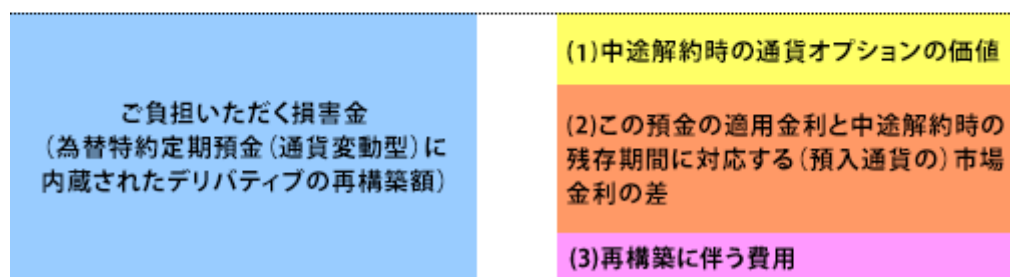 ご負担いただく損害金
（為替特約定期預金（通貨変動型）に
内蔵されたデリバティブの再構築額）
(1)中途解約時の通貨オプションの価値
(2)この預金の適用金利と中途解約時の
残存期間に対応する（預入通貨の）市場
金利の差
(3)再構築に伴う費用